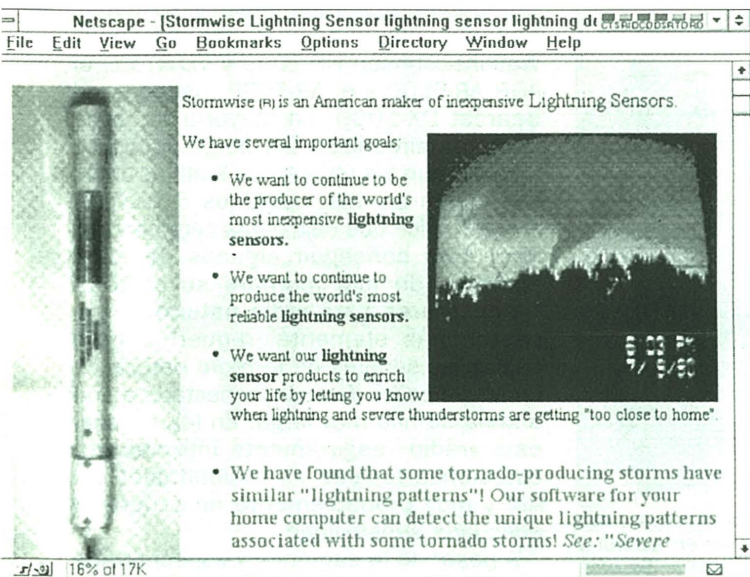 Netscape - [Stormwise Lightning Sensor lightning sensor lightning de
File Edit View Go Bookmarks Options Directory Window Help
Stormwise (R) is an American maker of inexpensive Lightning Sensors.
We have several important goals:
• We want to continue to be
the producer of the world's
most inexpensive lightning
sensors.
• We want to continue to
produce the world's most
reliable lightning sensors.
• We want our lightning
sensor products to enrich
your life by letting you know
when lightning and severe thunderstorms are getting "too close to home".
6:03 PM
• We have found that some tornado-producing storms have
similar "lightning patterns"! Our software for your
home computer can detect the unique lightning patterns
associated with some tornado storms! See: "Severe
16% of 17K